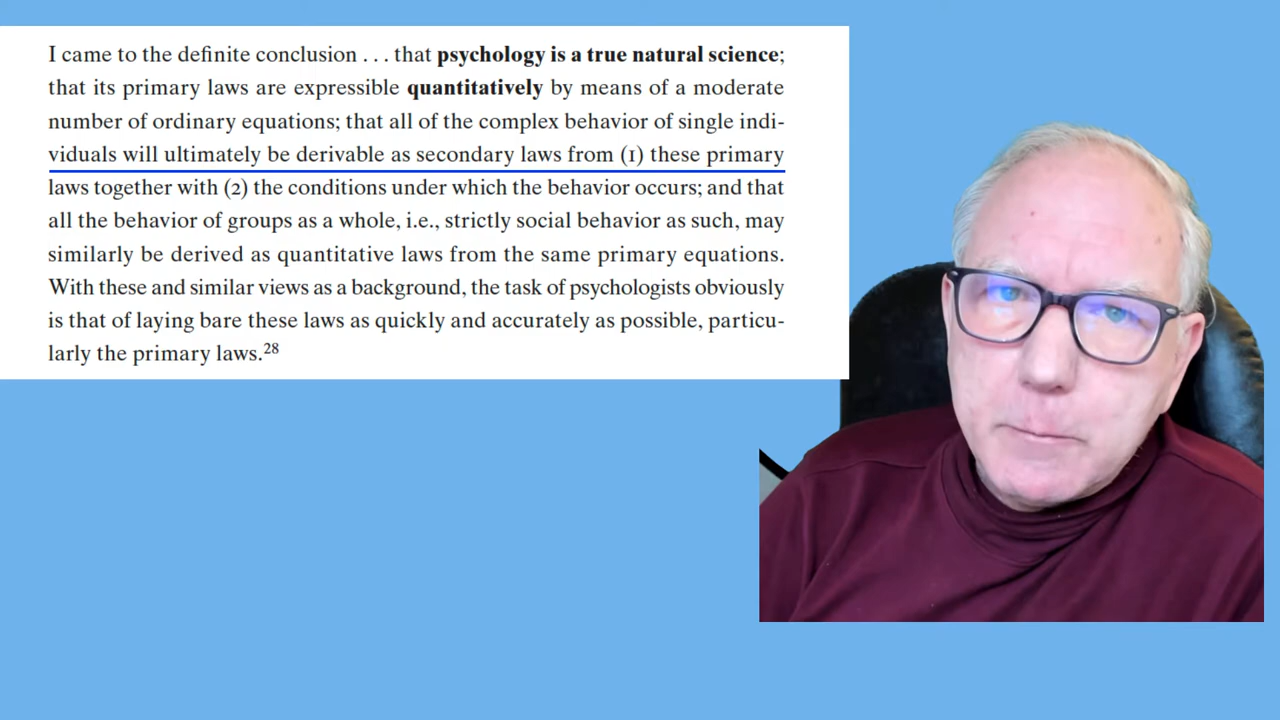 I came to the definite conclusion . . . that psychology is a true natural science;
that its primary laws are expressible quantitatively by means of a moderate
number of ordinary equations; that all of the complex behavior of single indi-
viduals will ultimately be derivable as secondary laws from (1) these primary
laws together with (2) the conditions under which the behavior occurs; and that
all the behavior of groups as a whole, i.e., strictly social behavior as such, may
similarly be derived as quantitative laws from the same primary equations.
With these and similar views as a background, the task of psychologists obviously
is that of laying bare these laws as quickly and accurately as possible, particu-
larly the primary laws.28